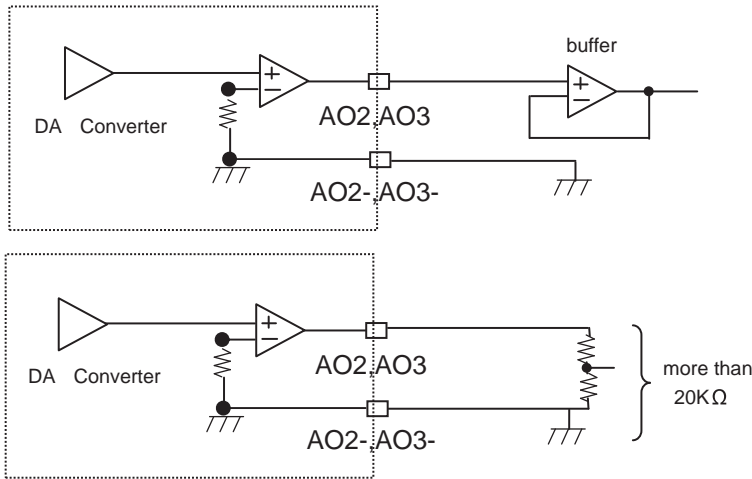 buffer
DA Converter
AO2,AO3
AO2-,AO3-
DA Converter
AO2,AO3
AO2-,AO3-
more than
20KΩ